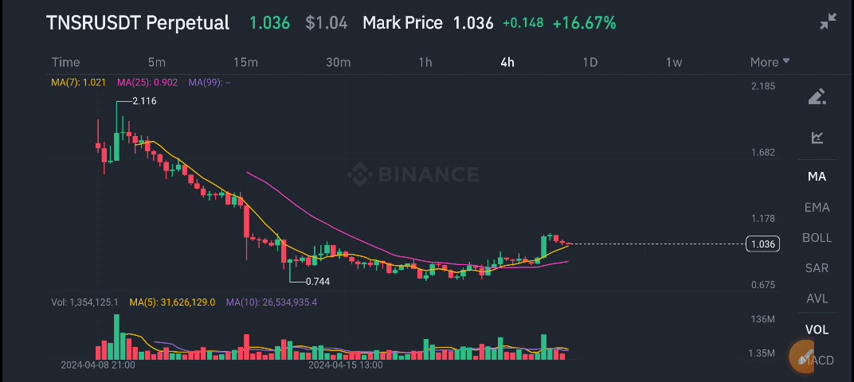 TNSRUSDT Perpetual 1.036 $1.04 Mark Price 1.036 +0.148 +16.67%
Time 5m 15m 30m 1h 4h 1D 1w More
MA(7): 1.021 MA(25): 0.902 MA(99): --
2.185
2.116
1.682
BINANCE
MA
EMA
1.178
BOLL
1.036
SAR
0.744
0.675
AVL
Vol: 1,354,125.1 MA(5): 31,626,129.0 MA(10): 26,534,935.4
136M
VOL
1.35M
MACD
2024-04-08 21:00 2024-04-15 13:00